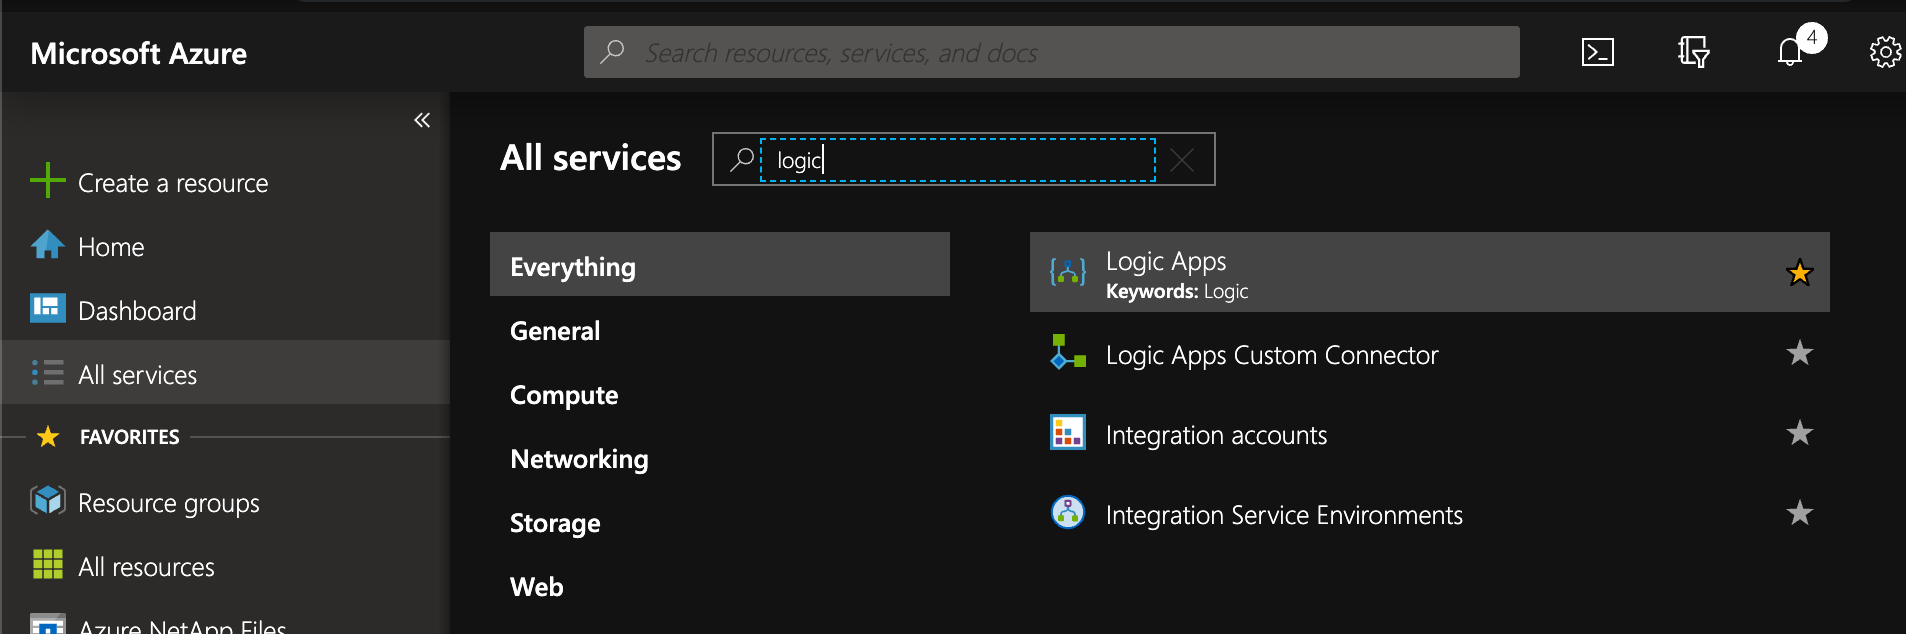 Microsoft Azure
Search resources, services, and docs
4
«
Create a resource
Home
Dashboard
All services
FAVORITES
Resource groups
All resources
Azure NetApp Files
All services
logic
Everything
General
Compute
Networking
Storage
Web
Logic Apps
Keywords: Logic
Logic Apps Custom Connector
Integration accounts
Integration Service Environments